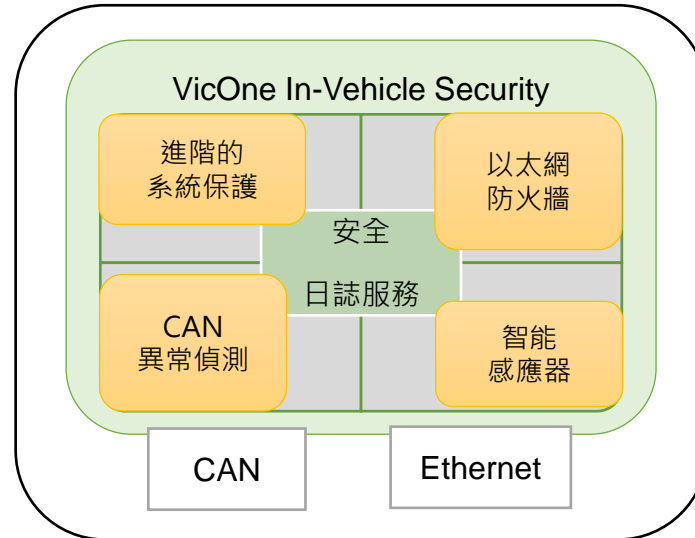 VicOne In-Vehicle Security
進階的
系統保護
以太網
防火牆
安全
日誌服務
CAN
異常偵測
智能
感應器
CAN
Ethernet